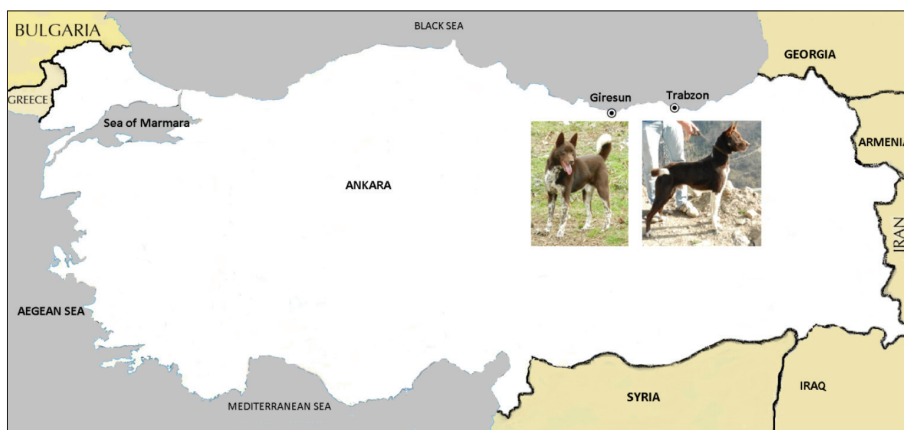 BLACK SEA
BULGARIA
GEORGIA
GREECE
Giresun
Trabzon
Sea of Marmara
ARMENIA
ANKARA
IRAN
AEGEAN SEA
MEDITERRANEAN SEA
SYRIA
IRAQ